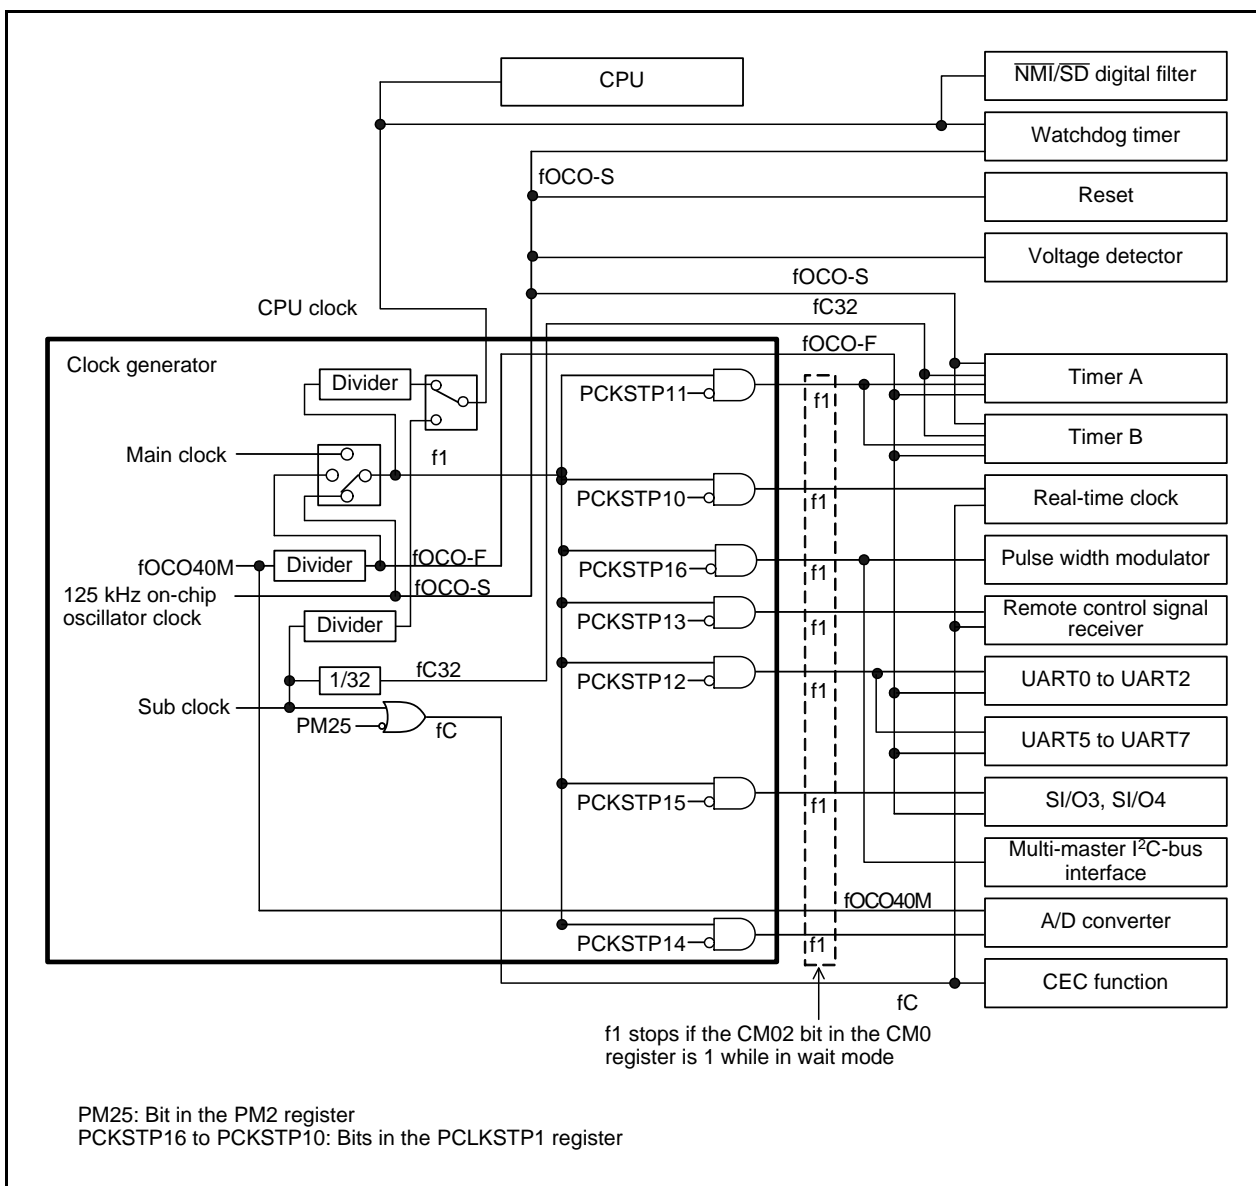 CPU
NMI/SD digital filter
Watchdog timer
fOCO-S
Reset
Voltage detector
fOCO-S
CPU clock
fC32
fOCO-F
Clock generator
Divider
PCKSTP11
f1
Timer A
Main clock
f1
Timer B
PCKSTP10
f1
Real-time clock
fOCO40M
Divider
fOCO-F
PCKSTP16
f1
Pulse width modulator
125 kHz on-chip
oscillator clock
fOCO-S
Divider
PCKSTP13
f1
Remote control signal
receiver
1/32
fC32
PCKSTP12
f1
UART0 to UART2
Sub clock
PM25
fC
UART5 to UART7
PCKSTP15
f1
SI/O3, SI/O4
Multi-master I²C-bus
interface
fOCO40M
A/D converter
PCKSTP14
f1
CEC function
fC
f1 stops if the CM02 bit in the CM0
register is 1 while in wait mode
PM25: Bit in the PM2 register
PCKSTP16 to PCKSTP10: Bits in the PCLKSTP1 register